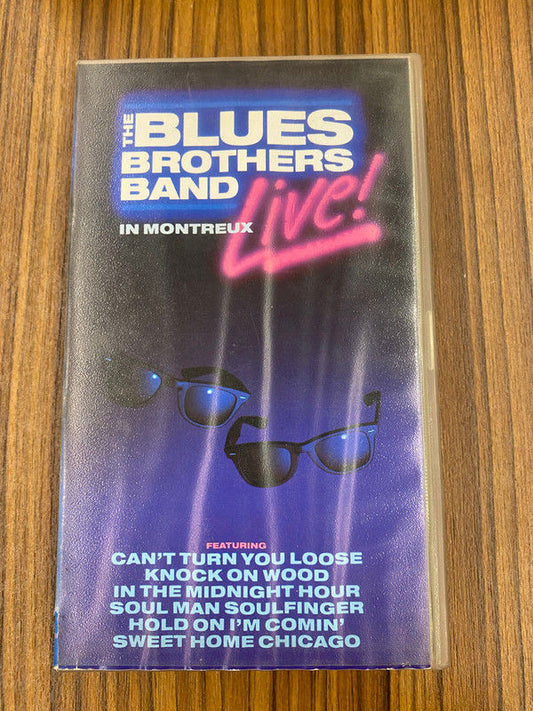 THE BLUES
BROTHERS
BAND
Live!
IN MONTREUX
FEATURING
CAN'T TURN YOU LOOSE
KNOCK ON WOOD
IN THE MIDNIGHT HOUR
SOUL MAN SOULFINGER
HOLD ON I'M COMIN'
SWEET HOME CHICAGO